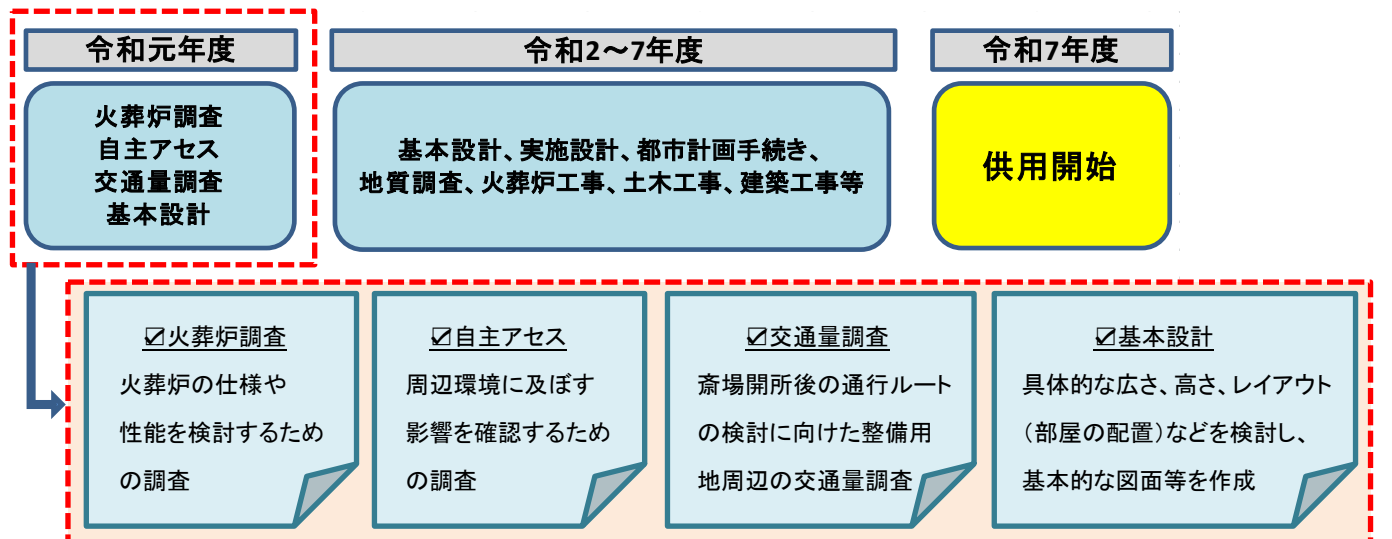 令和元年度
火葬炉調査
自主アセス
交通量調査
基本設計
令和2～7年度
基本設計、実施設計、都市計画手続き、
地質調査、火葬炉工事、土木工事、建築工事等
令和7年度
供用開始
☑火葬炉調査
火葬炉の仕様や
性能を検討するため
の調査
☑自主アセス
周辺環境に及ぼす
影響を確認するため
の調査
☑交通量調査
斎場開所後の通行ルート
の検討に向けた整備用
地周辺の交通量調査
☑基本設計
具体的な広さ、高さ、レイアウト
（部屋の配置）などを検討し、
基本的な図面等を作成